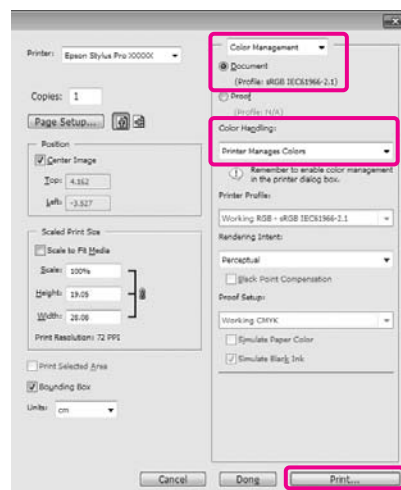 Printer: Epson Stylus Pro XXXXX
Copies: 1
Page Setup...
Position
Center Image
Top: 4.162
Left: -3.527
Scaled Print Size
Scale to Fit Media
Scale: 100%
Height: 19.05
Width: 28.08
Print Resolution: 72 PPI
Print Selected Area
Bounding Box
Units: cm
Color Management
Document
(Profile: sRGB IEC61966-2.1)
Proof
(Profile: N/A)
Color Handling:
Printer Manages Colors
Remember to enable color management
in the printer dialog box.
Printer Profile:
Working RGB - sRGB IEC61966-2.1
Rendering Intent:
Perceptual
Black Point Compensation
Proof Setup:
Working CMYK
Simulate Paper Color
Simulate Black Ink
Cancel
Done
Print...